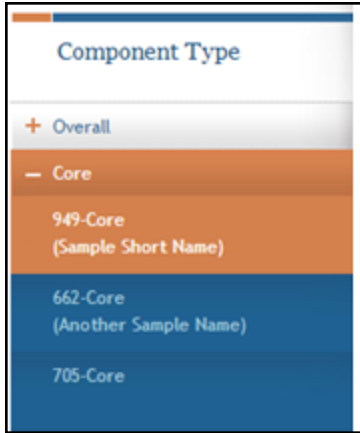 Component Type
+ Overall
– Core
949-Core
(Sample Short Name)
662-Core
(Another Sample Name)
705-Core